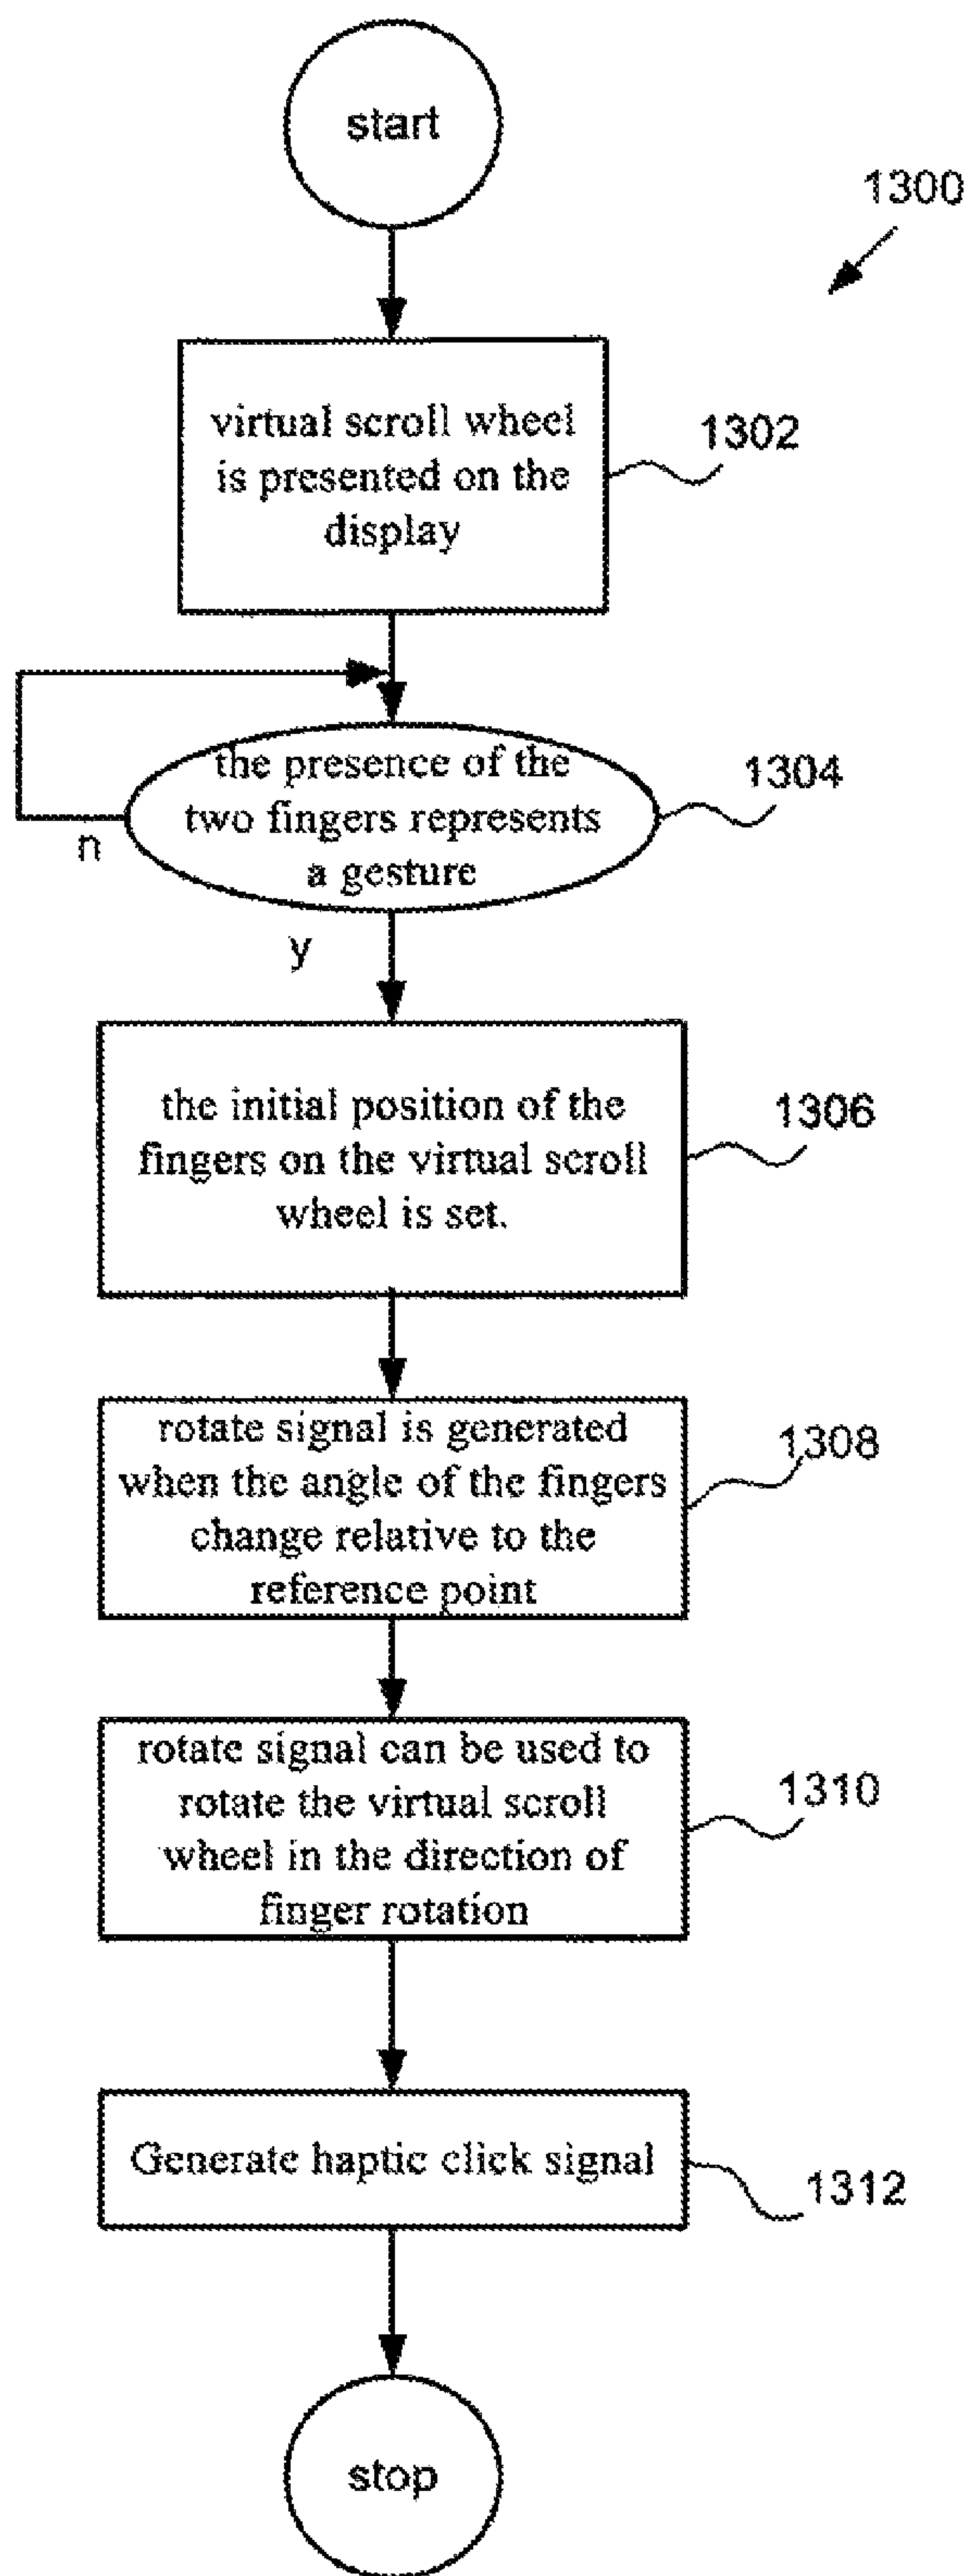 start
1300
virtual scroll wheel
is presented on the
display
1302
the presence of the
two fingers represents
a gesture
1304
n
y
the initial position of the
fingers on the virtual scroll
wheel is set.
1306
rotate signal is generated
when the angle of the fingers
change relative to the
reference point
1308
rotate signal can be used to
rotate the virtual scroll
wheel in the direction of
finger rotation
1310
Generate haptic click signal
1312
stop